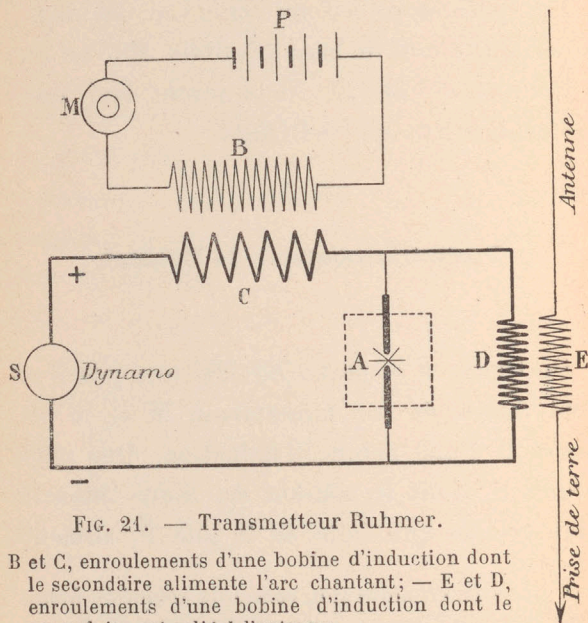 P
M
B
Antenne
+
C
S
Dynamo
A
D
E
−
Prise de terre
FIG. 21. — Transmetteur Ruhmer.
B et C, enroulements d'une bobine d'induction dont
le secondaire alimente l'arc chantant; — E et D,
enroulements d'une bobine d'induction dont le